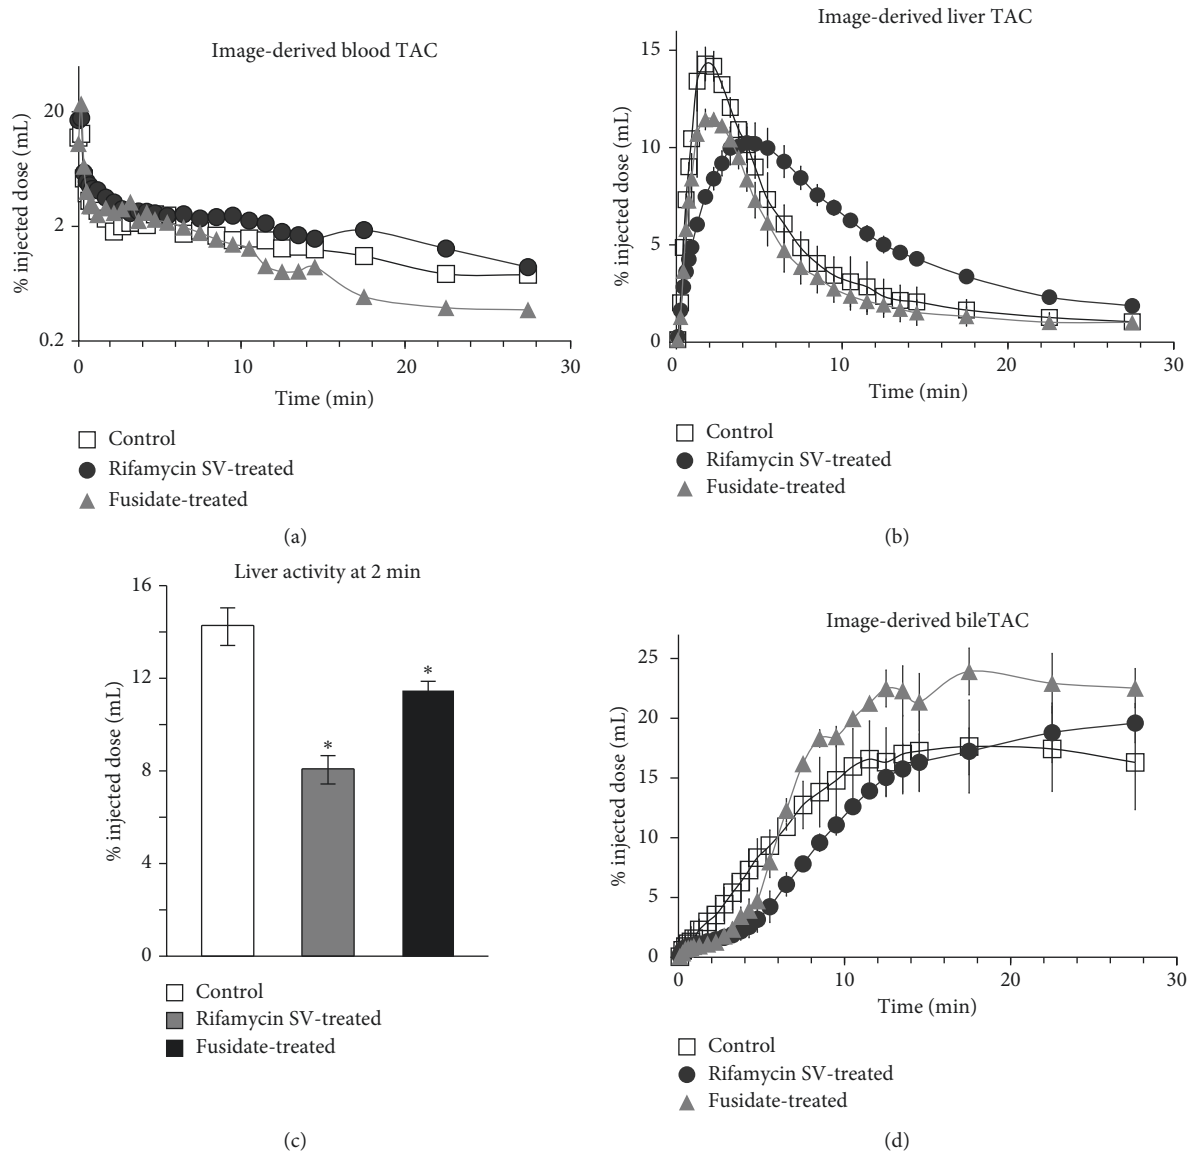 Image-derived blood TAC
% injected dose (mL)
20
2
0.2
0
10
20
30
Time (min)
Control
Rifamycin SV-treated
Fusidate-treated
(a)
Image-derived liver TAC
% injected dose (mL)
15
10
5
0
0
10
20
30
Time (min)
Control
Rifamycin SV-treated
Fusidate-treated
(b)
Liver activity at 2 min
% injected dose (mL)
16
12
8
4
0
*
*
Control
Rifamycin SV-treated
Fusidate-treated
(c)
Image-derived bileTAC
% injected dose (mL)
25
20
15
10
5
0
0
10
20
30
Time (min)
Control
Rifamycin SV-treated
Fusidate-treated
(d)